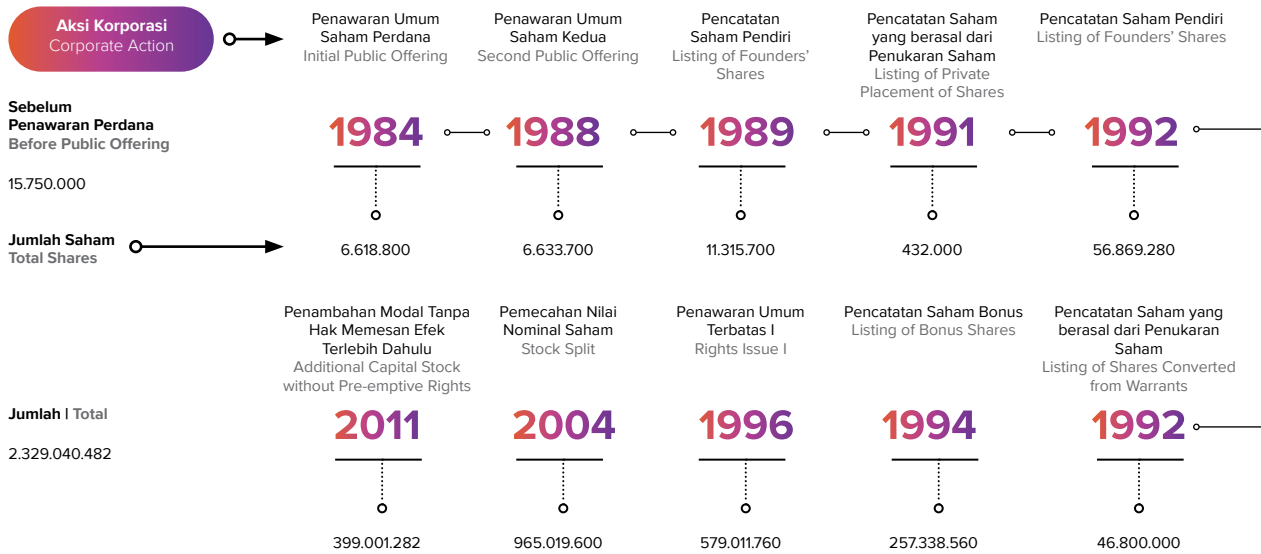 Aksi Korporasi
Corporate Action
Penawaran Umum
Saham Perdana
Initial Public Offering
Penawaran Umum
Saham Kedua
Second Public Offering
Pencatatan
Saham Pendiri
Listing of Founders’
Shares
Pencatatan Saham
yang berasal dari
Penukaran Saham
Listing of Private
Placement of Shares
Pencatatan Saham Pendiri
Listing of Founders’ Shares
Sebelum
Penawaran Perdana
Before Public Offering
15.750.000
1984
1988
1989
1991
1992
Jumlah Saham
Total Shares
6.618.800
6.633.700
11.315.700
432.000
56.869.280
Penambahan Modal Tanpa
Hak Memesan Efek
Terlebih Dahulu
Additional Capital Stock
without Pre-emptive Rights
Pemecahan Nilai
Nominal Saham
Stock Split
Penawaran Umum
Terbatas I
Rights Issue I
Pencatatan Saham Bonus
Listing of Bonus Shares
Pencatatan Saham yang
berasal dari Penukaran
Saham
Listing of Shares Converted
from Warrants
Jumlah | Total
2.329.040.482
2011
2004
1996
1994
1992
399.001.282
965.019.600
579.011.760
257.338.560
46.800.000